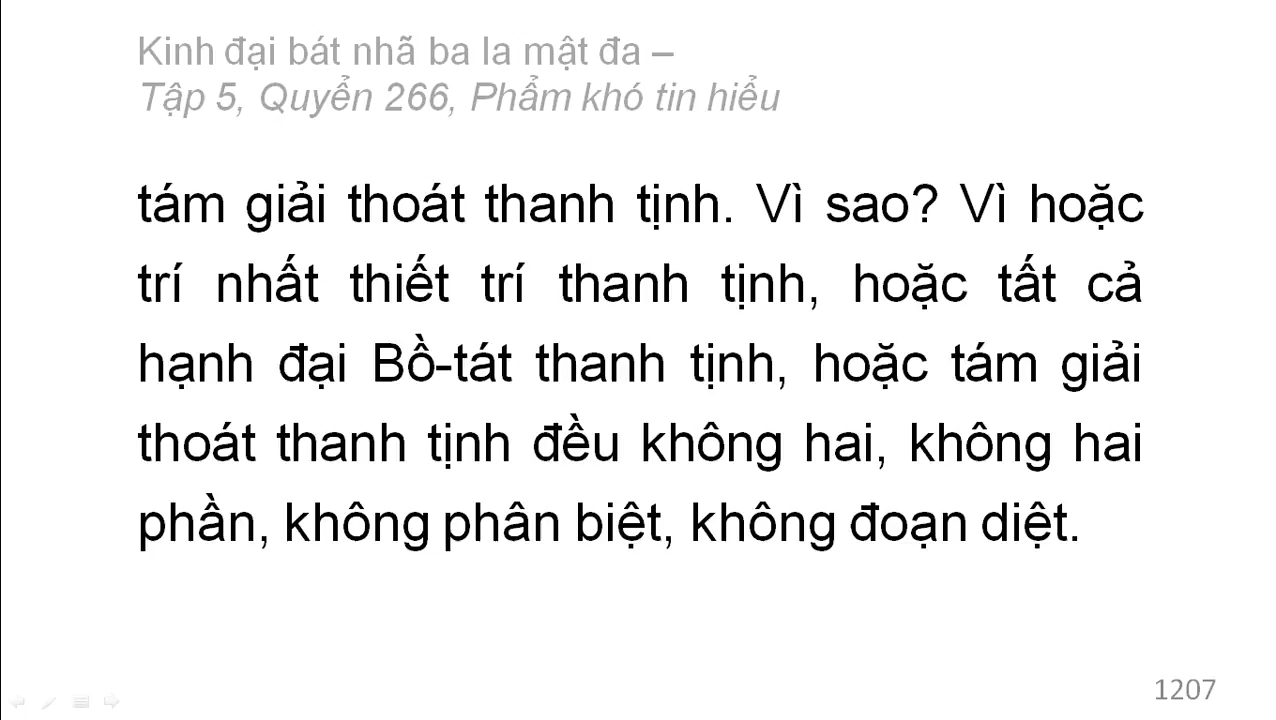 Kinh đại bát nhã ba la mật đa –
Tập 5, Quyển 266, Phẩm khó tin hiểu
tám giải thoát thanh tịnh. Vì sao? Vì hoặc
trí nhất thiết trí thanh tịnh, hoặc tất cả
hạnh đại Bồ-tát thanh tịnh, hoặc tám giải
thoát thanh tịnh đều không hai, không hai
phần, không phân biệt, không đoạn diệt.
1207